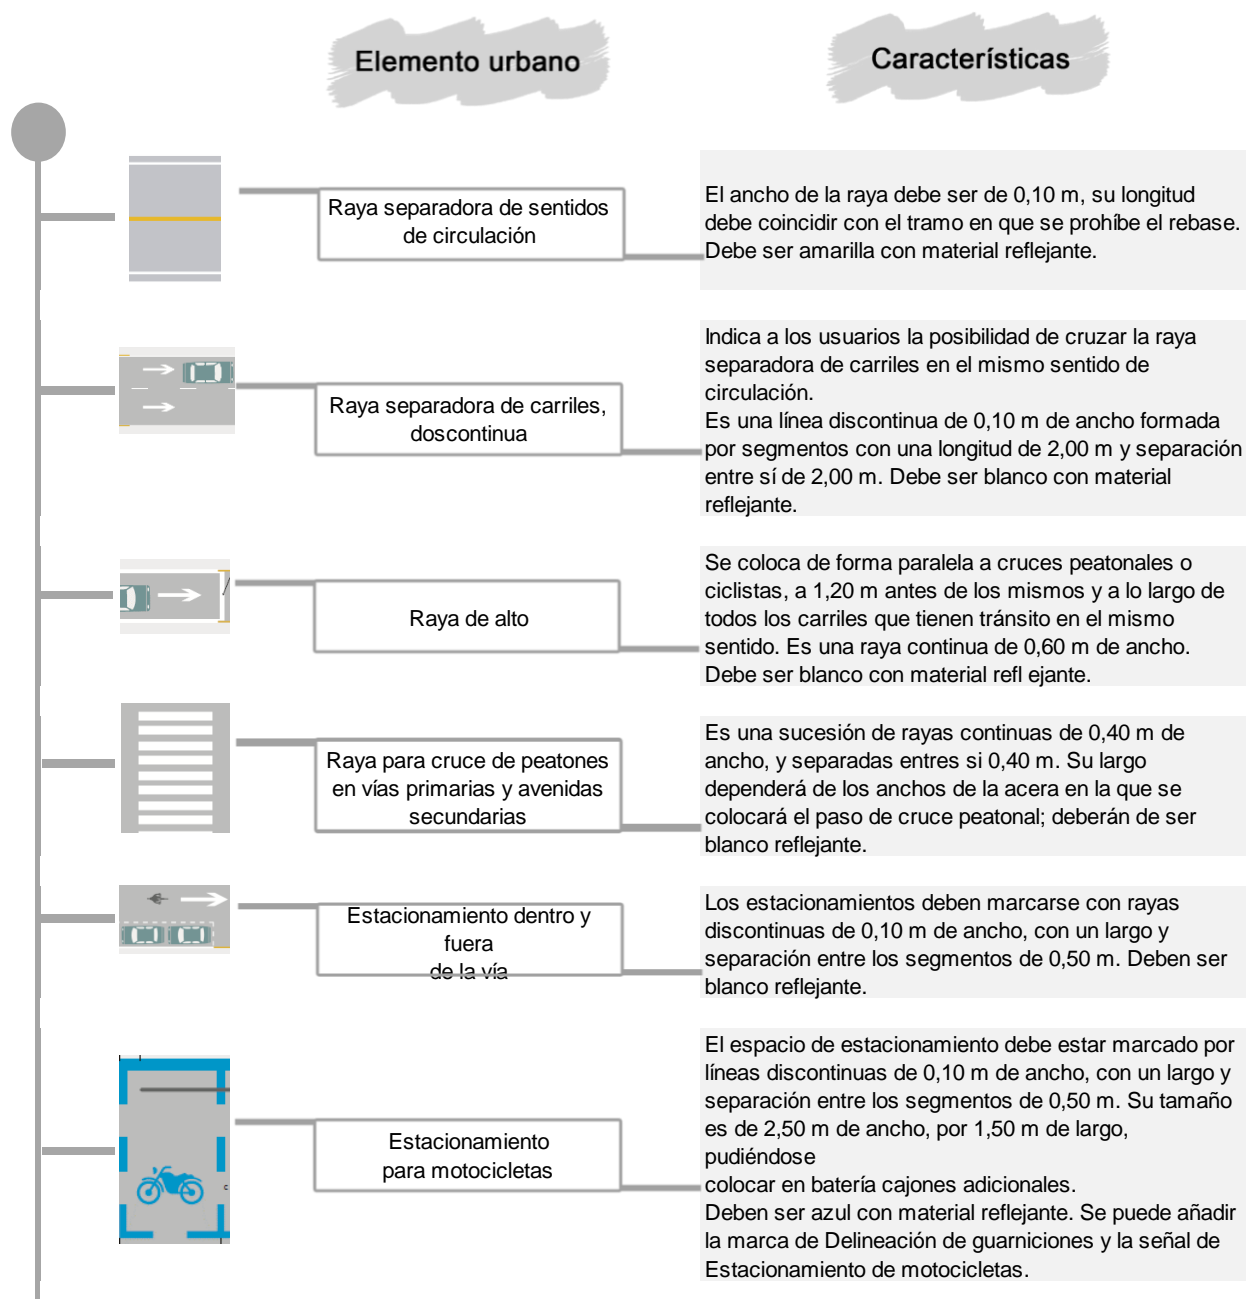 Elemento urbano
Características
Raya separadora de sentidos
de circulación
El ancho de la raya debe ser de 0,10 m, su longitud
debe coincidir con el tramo en que se prohíbe el rebase.
Debe ser amarilla con material reflejante.
Raya separadora de carriles,
doscontinua
Indica a los usuarios la posibilidad de cruzar la raya
separadora de carriles en el mismo sentido de
circulación.
Es una línea discontinua de 0,10 m de ancho formada
por segmentos con una longitud de 2,00 m y separación
entre sí de 2,00 m. Debe ser blanco con material
reflejante.
Raya de alto
Se coloca de forma paralela a cruces peatonales o
ciclistas, a 1,20 m antes de los mismos y a lo largo de
todos los carriles que tienen tránsito en el mismo
sentido. Es una raya continua de 0,60 m de ancho.
Debe ser blanco con material refl ejante.
Raya para cruce de peatones
en vías primarias y avenidas
secundarias
Es una sucesión de rayas continuas de 0,40 m de
ancho, y separadas entres si 0,40 m. Su largo
dependerá de los anchos de la acera en la que se
colocará el paso de cruce peatonal; deberán de ser
blanco reflejante.
Estacionamiento dentro y
fuera
de la vía
Los estacionamientos deben marcarse con rayas
discontinuas de 0,10 m de ancho, con un largo y
separación entre los segmentos de 0,50 m. Deben ser
blanco reflejante.
Estacionamiento
para motocicletas
El espacio de estacionamiento debe estar marcado por
líneas discontinuas de 0,10 m de ancho, con un largo y
separación entre los segmentos de 0,50 m. Su tamaño
es de 2,50 m de ancho, por 1,50 m de largo,
pudiéndose
colocar en batería cajones adicionales.
Deben ser azul con material reflejante. Se puede añadir
la marca de Delineación de guarniciones y la señal de
Estacionamiento de motocicletas.